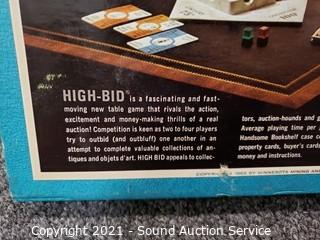 HIGH-BID® is a fascinating and fast-
moving new table game that rivals the action,
excitement and money-making thrills of a real
auction! Competition is keen as two to four players
try to outbid (and outbluff) one another in an
attempt to complete valuable collections of an-
tiques and objets d'art. HIGH BID appeals to collec-
tors, auction-hounds and g
Average playing time per
Handsome Bookshelf case c
property cards, buyer's cards
money and instructions.
BY MINNESOTA MINING AN
Copyright 2021 - Sound Auction Service